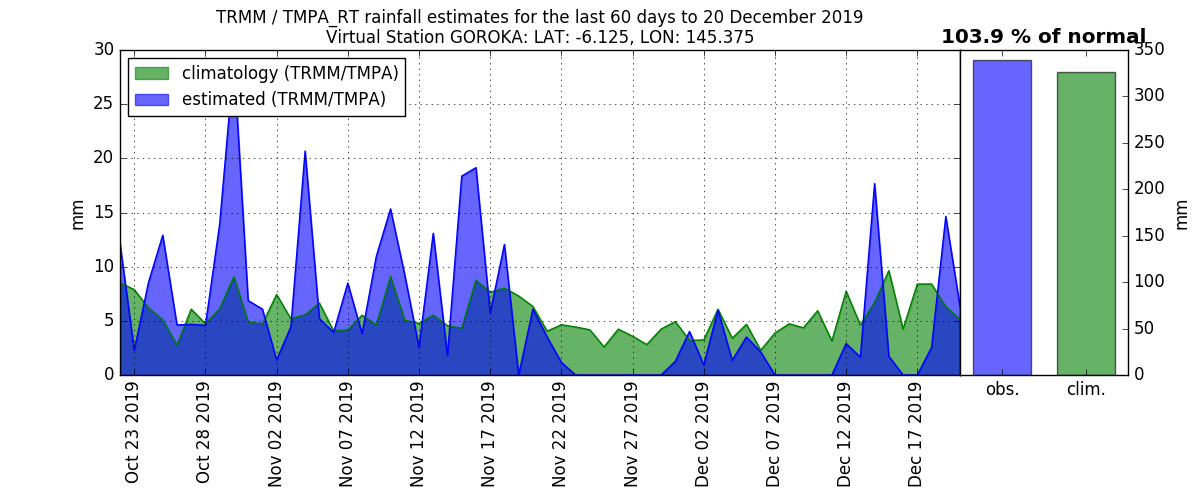 TRMM / TMPA_RT rainfall estimates for the last 60 days to 20 December 2019
Virtual Station GOROKA: LAT: -6.125, LON: 145.375
103.9 % of normal
climatology (TRMM/TMPA)
estimated (TRMM/TMPA)
mm
30
25
20
15
10
5
0
Oct 23 2019
Oct 28 2019
Nov 02 2019
Nov 07 2019
Nov 12 2019
Nov 17 2019
Nov 22 2019
Nov 27 2019
Dec 02 2019
Dec 07 2019
Dec 12 2019
Dec 17 2019
obs.
clim.
350
300
250
200
150
100
50
0
mm